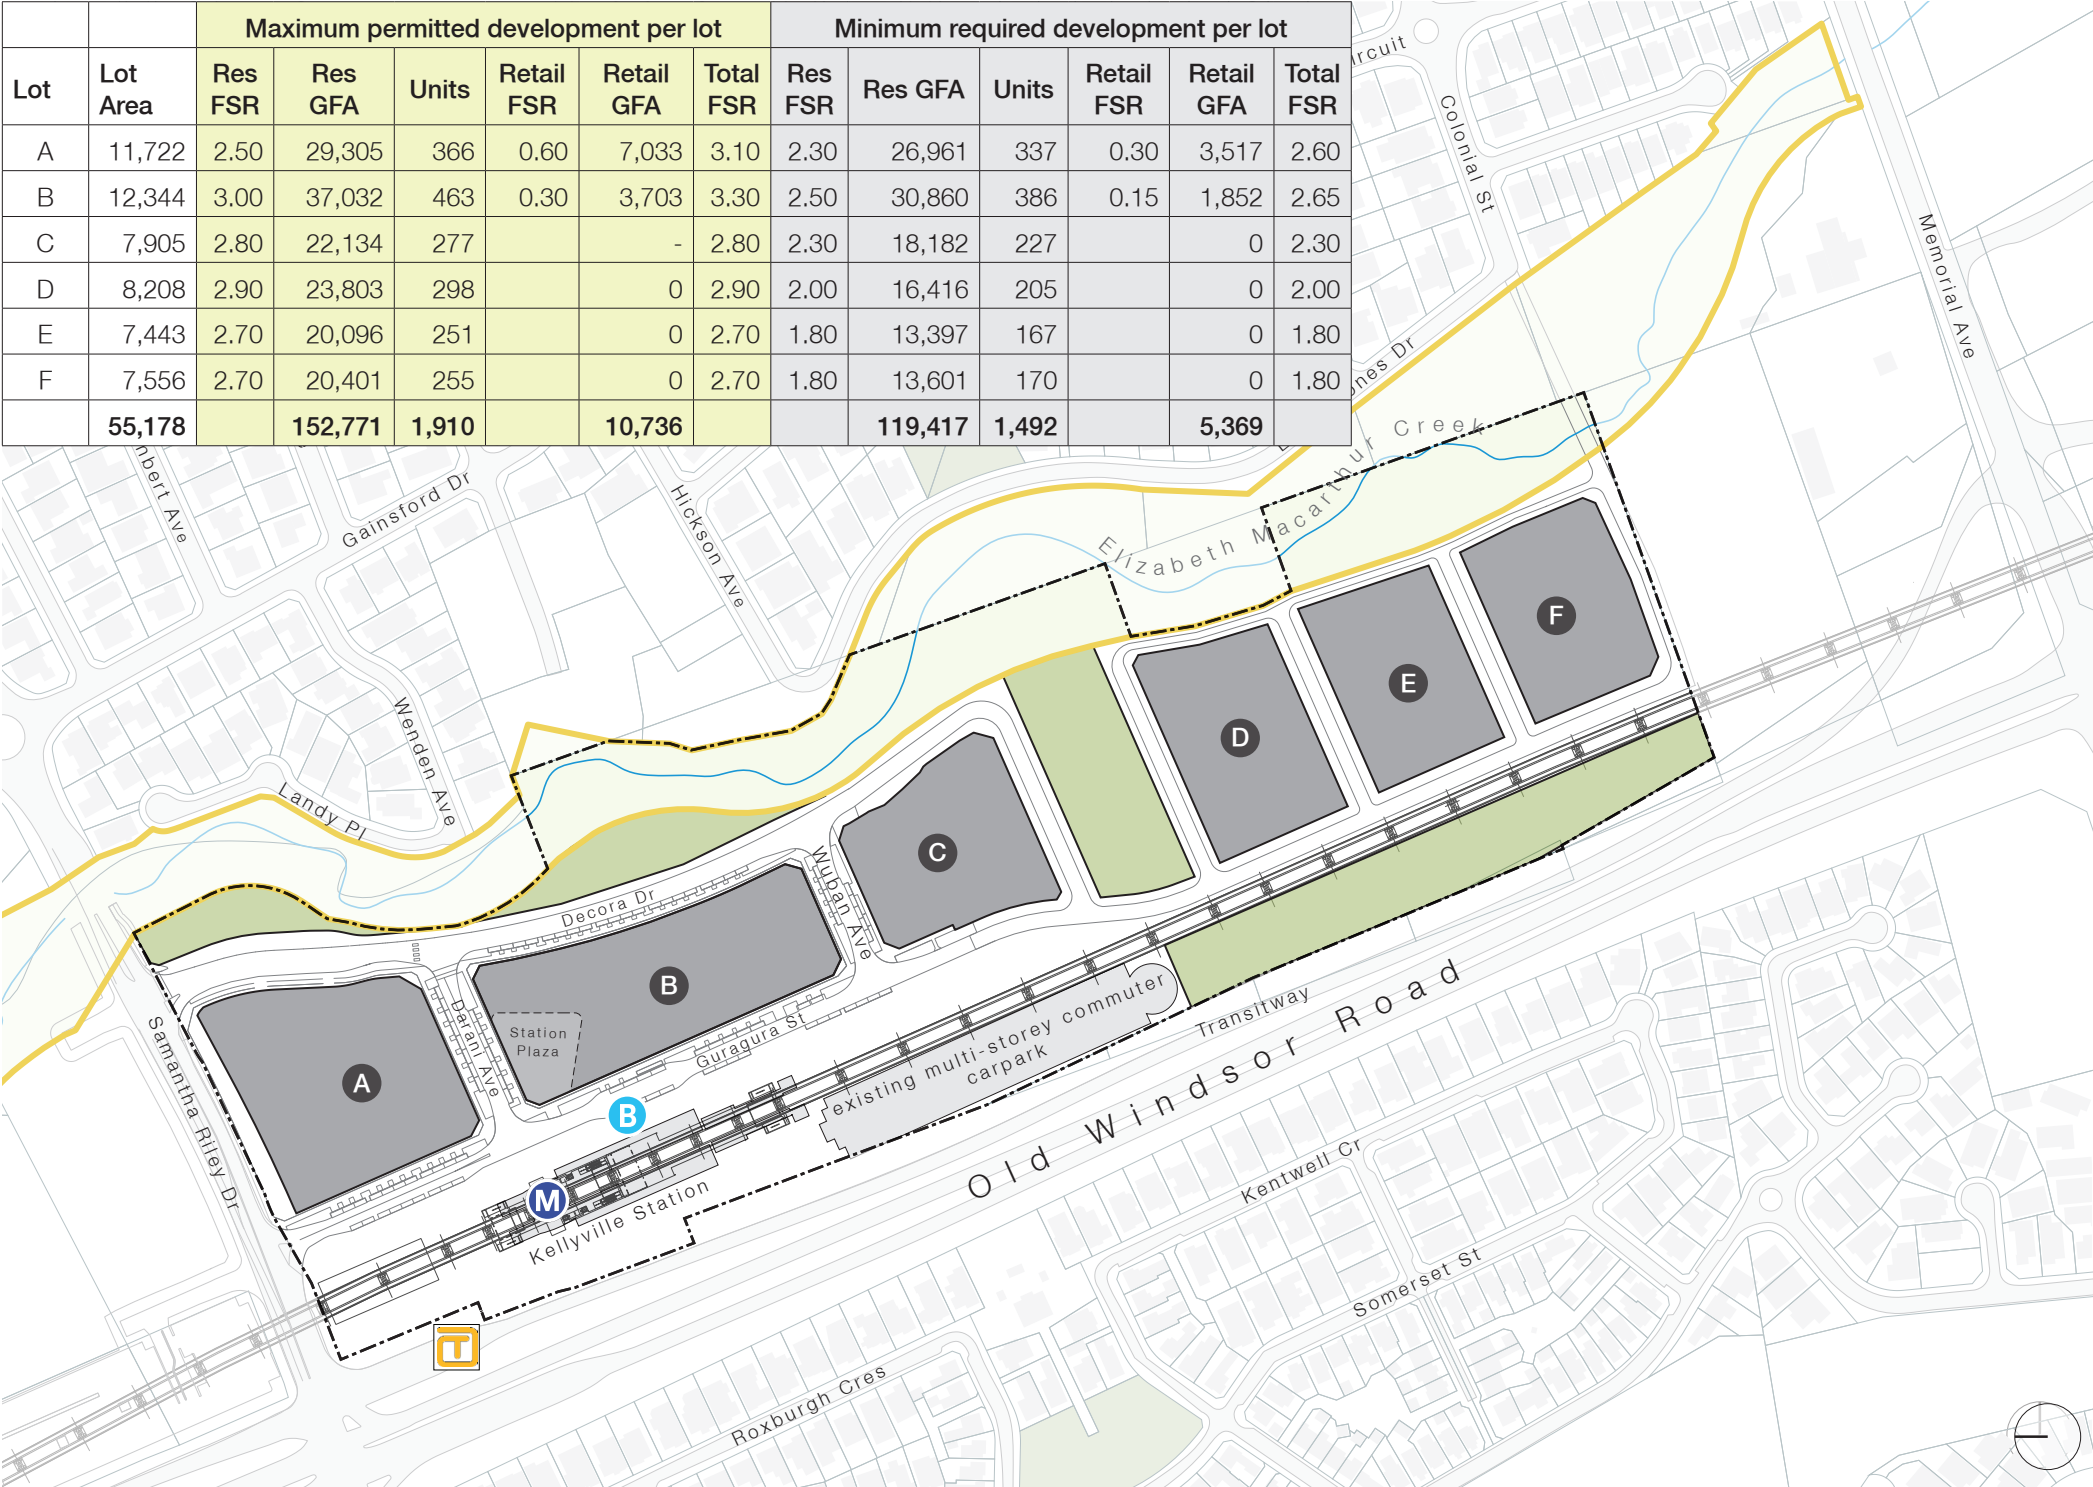 Maximum permitted development per lot Minimum required development per lot
Lot Lot Area Res FSR Res GFA Units Retail FSR Retail GFA Total FSR Res FSR Res GFA Units Retail FSR Retail GFA Total FSR
A 11,722 2.50 29,305 366 0.60 7,033 3.10 2.30 26,961 337 0.30 3,517 2.60
B 12,344 3.00 37,032 463 0.30 3,703 3.30 2.50 30,860 386 0.15 1,852 2.65
C 7,905 2.80 22,134 277 - 2.80 2.30 18,182 227 0 2.30
D 8,208 2.90 23,803 298 0 2.90 2.00 16,416 205 0 2.00
E 7,443 2.70 20,096 251 0 2.70 1.80 13,397 167 0 1.80
F 7,556 2.70 20,401 255 0 2.70 1.80 13,601 170 0 1.80
55,178 152,771 1,910 10,736 119,417 1,492 5,369
Colonial St
Memorial Ave
Elizabeth Macarthur Creek
Gainsford Dr
Hickson Ave
Wenden Ave
Landy Pl
F
E
D
C
B
A
Decora Dr
Wuban Ave
Darani Ave
Station
Plaza
Guragura St
Samantha Riley Dr
B
M
Kellyville Station
existing multi-storey commuter
carpark
Transitway
Old Windsor Road
T
Kentwell Cr
Somerset St
Roxburgh Cres